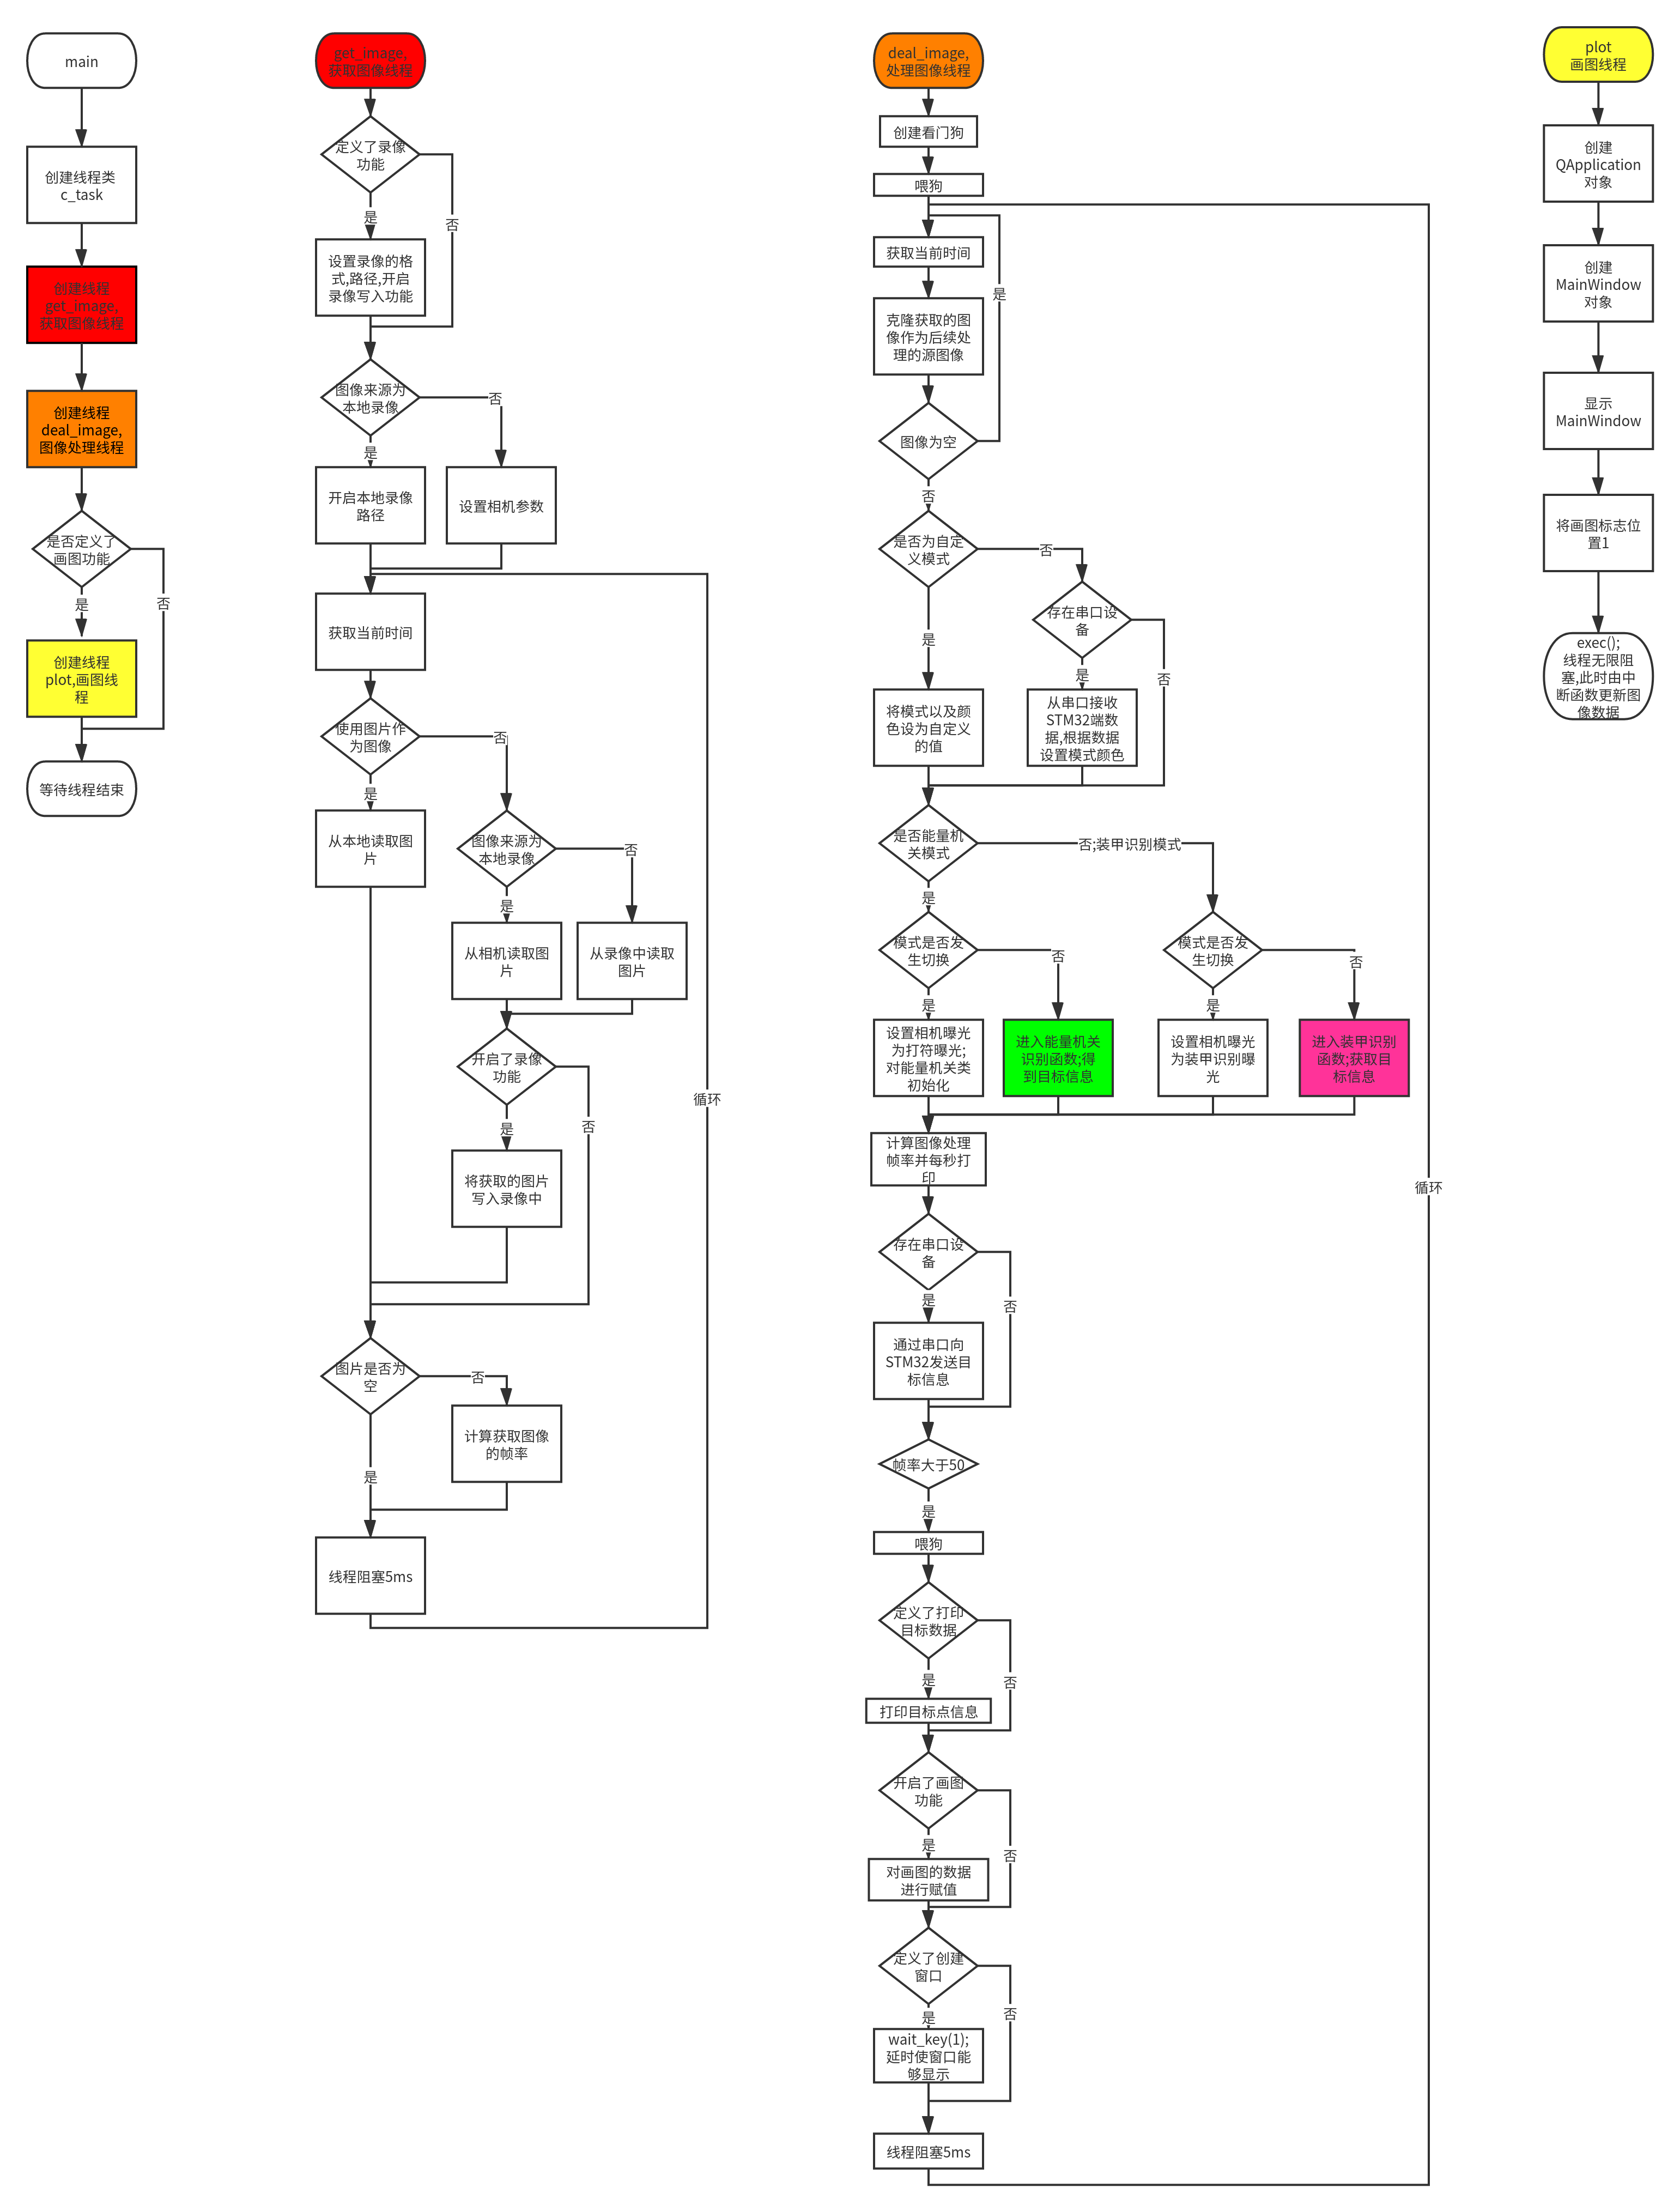 main
创建线程类
c_task
创建线程
get_image,
获取图像线程
创建线程
deal_image,
图像处理线程
是否定义了
画图功能
是
否
创建线程
plot,画图线
程
等待线程结束
get_image,
获取图像线程
定义了录像
功能
是
否
设置录像的格
式,路径,开启
录像写入功能
图像来源为
本地录像
否
是
开启本地录像
路径
设置相机参数
获取当前时间
使用图片作
为图像
否
是
从本地读取图
片
图像来源为
本地录像
否
是
从相机读取图
片
从录像中读取
图片
开启了录像
功能
是
否
循环
将获取的图片
写入录像中
图片是否为
空
否
计算获取图像
的帧率
是
线程阻塞5ms
deal_image,
处理图像线程
创建看门狗
喂狗
获取当前时间
是
克隆获取的图
像作为后续处
理的源图像
图像为空
否
是否为自定
义模式
否
存在串口设
备
是
是
否
将模式以及颜
色设为自定义
的值
从串口接收
STM32端数
据,根据数据
设置模式颜色
是否能量机
关模式
否;装甲识别模式
是
模式是否发
生切换
否
模式是否发
生切换
否
是
是
设置相机曝光
为打符曝光;
对能量机关类
初始化
进入能量机关
识别函数;得
到目标信息
设置相机曝光
为装甲识别曝
光
进入装甲识别
函数;获取目
标信息
计算图像处理
帧率并每秒打
印
循环
存在串口设
备
是
否
通过串口向
STM32发送目
标信息
帧率大于50
是
喂狗
定义了打印
目标数据
是
否
打印目标点信息
开启了画图
功能
是
否
对画图的数据
进行赋值
定义了创建
窗口
是
否
wait_key(1);
延时使窗口能
够显示
线程阻塞5ms
plot
画图线程
创建
QApplication
对象
创建
MainWindow
对象
显示
MainWindow
将画图标志位
置1
exec();
线程无限阻
塞,此时由中
断函数更新图
像数据